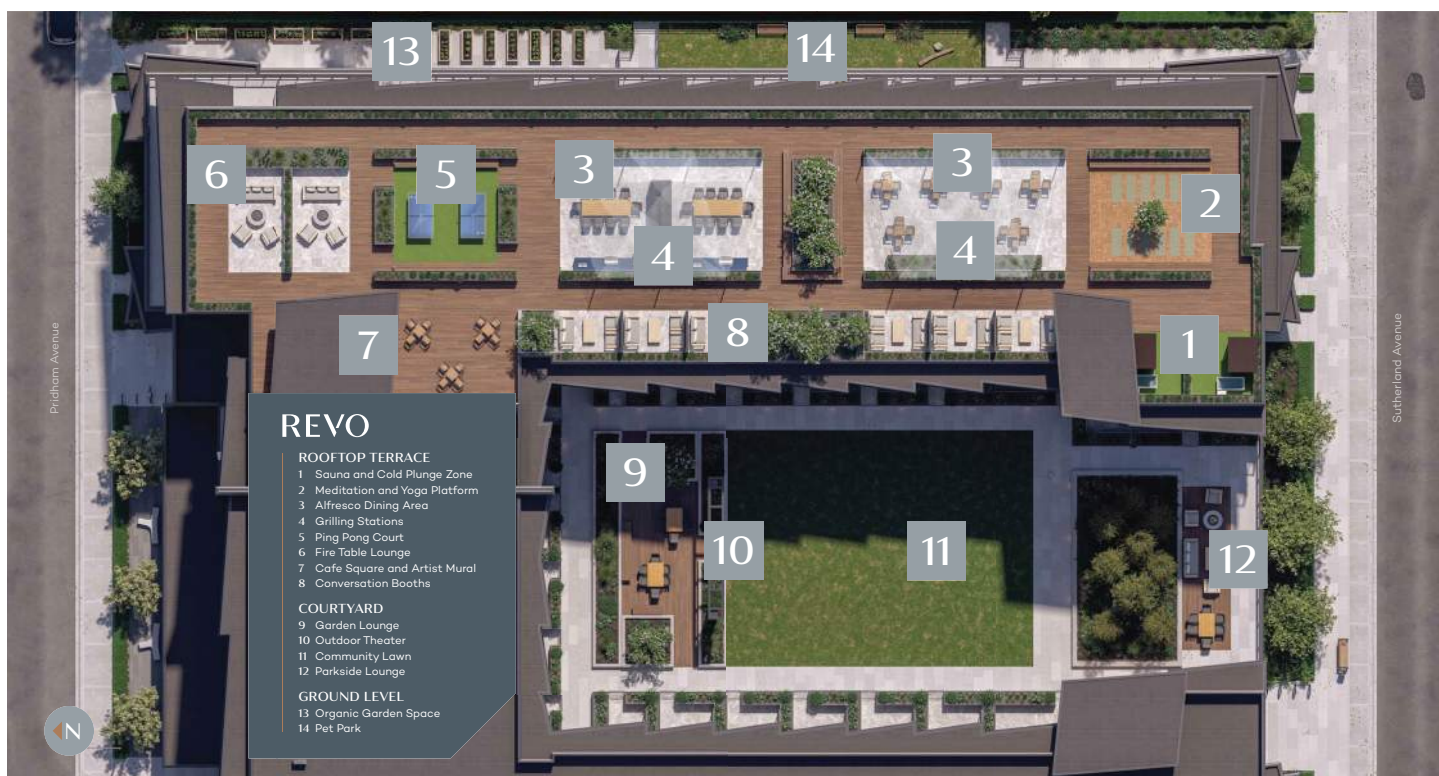 13
14
6
5
3
3
2
4
4
7
8
1
Pridham Avenue
Sutherland Avenue
REVO
ROOFTOP TERRACE
1 Sauna and Cold Plunge Zone
2 Meditation and Yoga Platform
3 Alfresco Dining Area
4 Grilling Stations
5 Ping Pong Court
6 Fire Table Lounge
7 Cafe Square and Artist Mural
8 Conversation Booths
COURTYARD
9 Garden Lounge
10 Outdoor Theater
11 Community Lawn
12 Parkside Lounge
GROUND LEVEL
13 Organic Garden Space
14 Pet Park
9
10
11
12
N